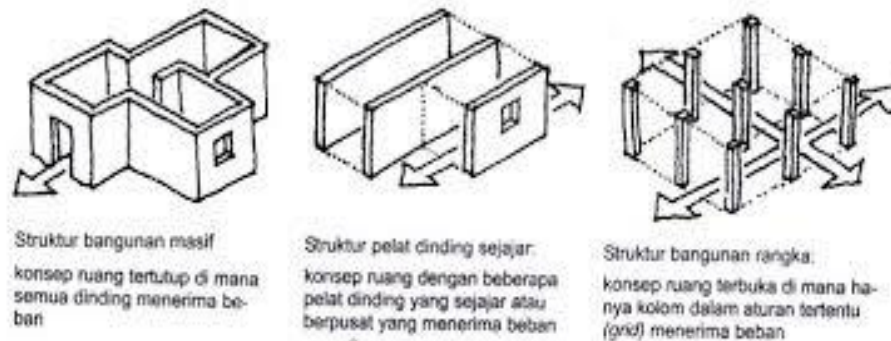 Struktur bangunan masif
konsep ruang tertutup di mana
semua dinding menerima be-
ban
Struktur pelat dinding sejajar:
konsep ruang dengan beberapa
pelat dinding yang sejajar atau
berpusat yang menerima beban
Struktur bangunan rangka:
konsep ruang terbuka di mana ha-
nya kolom dalam aturan tertentu
(grid) menerima beban